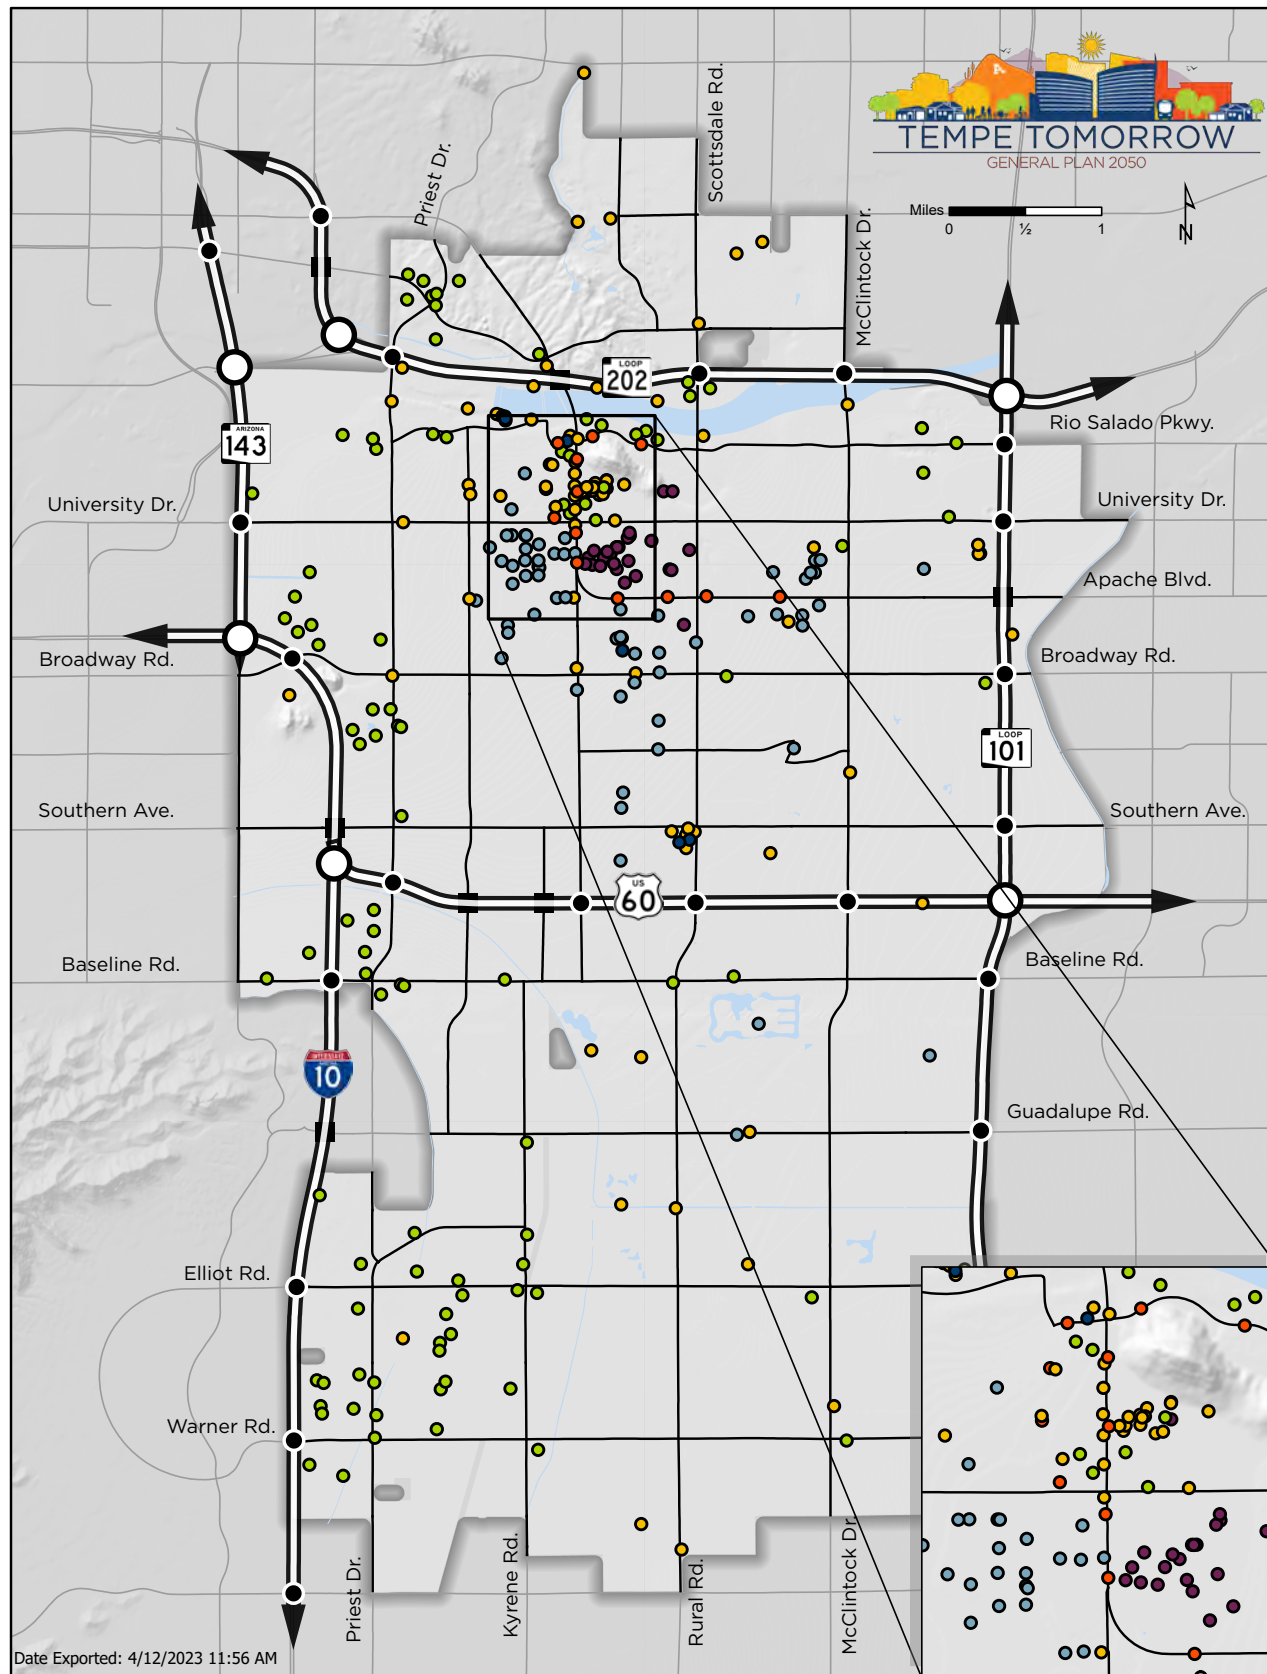 TEMPE TOMORROW
GENERAL PLAN 2050
Scottsdale Rd.
Priest Dr.
McClintock Dr.
Miles
0 ½ 1
N
LOOP
202
ARIZONA
143
Rio Salado Pkwy.
University Dr.
University Dr.
Apache Blvd.
Broadway Rd.
Broadway Rd.
LOOP
101
Southern Ave.
Southern Ave.
US
60
Baseline Rd.
Baseline Rd.
INTERSTATE
10
Guadalupe Rd.
Elliot Rd.
Warner Rd.
Priest Dr.
Kyrene Rd.
Rural Rd.
McClintock Dr.
Date Exported: 4/12/2023 11:56 AM